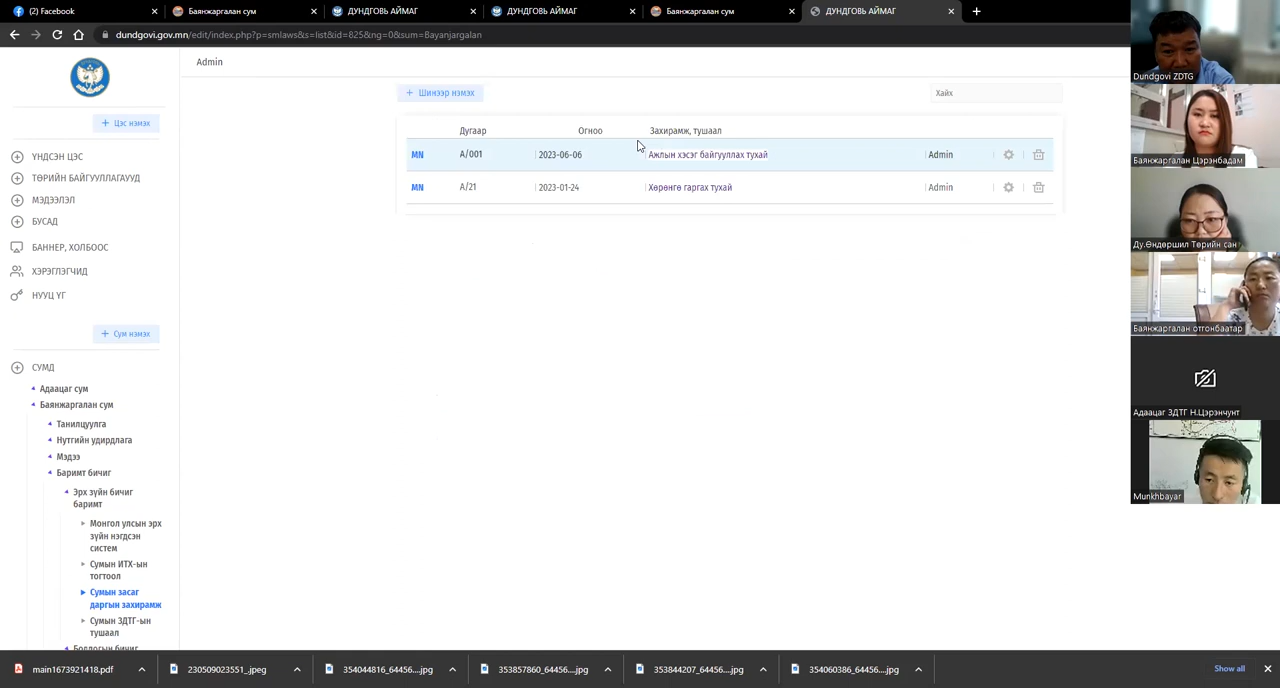 (2) Facebook
Баянжаргалан сум
ДУНДГОВЬ АЙМАГ
ДУНДГОВЬ АЙМАГ
Баянжаргалан сум
ДУНДГОВЬ АЙМАГ
dundgovi.gov.mn/edit/index.php?p=smlaws&s=list&id=825&ng=0&sum=Bayanjargalan
Admin
+ Цэс нэмэх
ҮНДСЭН ЦЭС
ТӨРИЙН БАЙГУУЛЛАГАУУД
МЭДЭЭЛЭЛ
БУСАД
БАННЕР, ХОЛБООС
ХЭРЭГЛЭГЧИД
НУУЦ ҮГ
+ Сум нэмэх
СУМД
Адаацаг сум
Баянжаргалан сум
Танилцуулга
Нутгийн удирдлага
Мэдээ
Баримт бичиг
Эрх зүйн бичиг
баримт
Монгол улсын эрх
зүйн нэгдсэн
систем
Сумын ИТХ-ын
тогтоол
Сумын засаг
даргын захирамж
Сумын ЗДТГ-ын
тушаал
Бодлогын бичиг
+ Шинээр нэмэх
Хайх
Дугаар Огноо Захирамж, тушаал
MN A/001 2023-06-06 Ажлын хэсэг байгууллах тухай Admin
MN A/21 2023-01-24 Хөрөнгө гаргах тухай Admin
Dundgovi ZDTG
Баянжаргалан Цэрэнбадам
Ду.Өндөршил Төрийн сан
Баянжаргалан отгонбаатар
Адаацаг ЗДТГ Н.Цэрэнчунт
Munkhbayar
main1673921418.pdf
230509023551_.jpeg
354044816_64456....jpg
353857860_64456....jpg
353844207_64456....jpg
354060386_64456....jpg
Show all